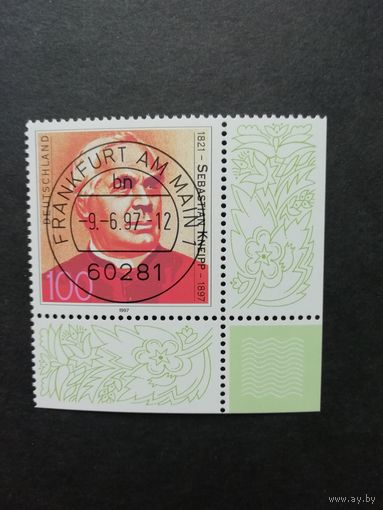 DEUTSCHLAND
1821 – SEBASTIAN KNEIPP – 1897
100
1997
FRANKFURT AM MAIN 1
bn
-9.-6.97-12
60281
www.ay.by